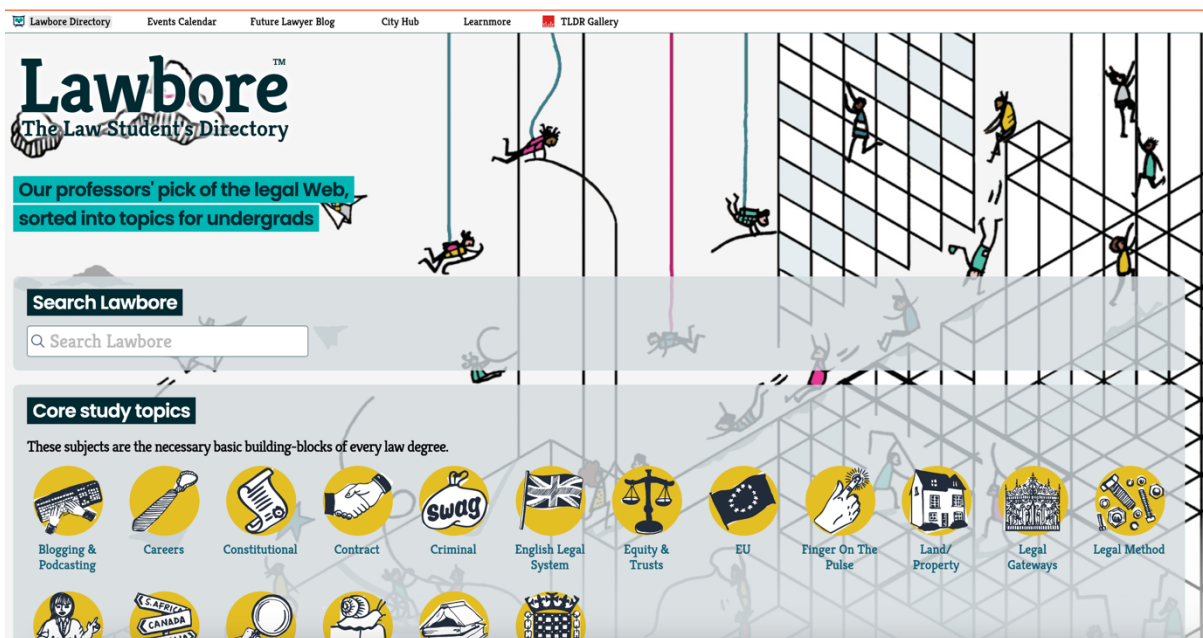 Lawbore Directory
Events Calendar
Future Lawyer Blog
City Hub
Learnmore
TLDR Gallery
Lawbore™
The Law Student's Directory
Our professors' pick of the legal Web,
sorted into topics for undergrads
Search Lawbore
Search Lawbore
Core study topics
These subjects are the necessary basic building-blocks of every law degree.
swag
Blogging &
Podcasting
Careers
Constitutional
Contract
Criminal
English Legal
System
Equity &
Trusts
EU
Finger On The
Pulse
Land/
Property
Legal
Gateways
Legal Method
S. AFRICA
CANADA